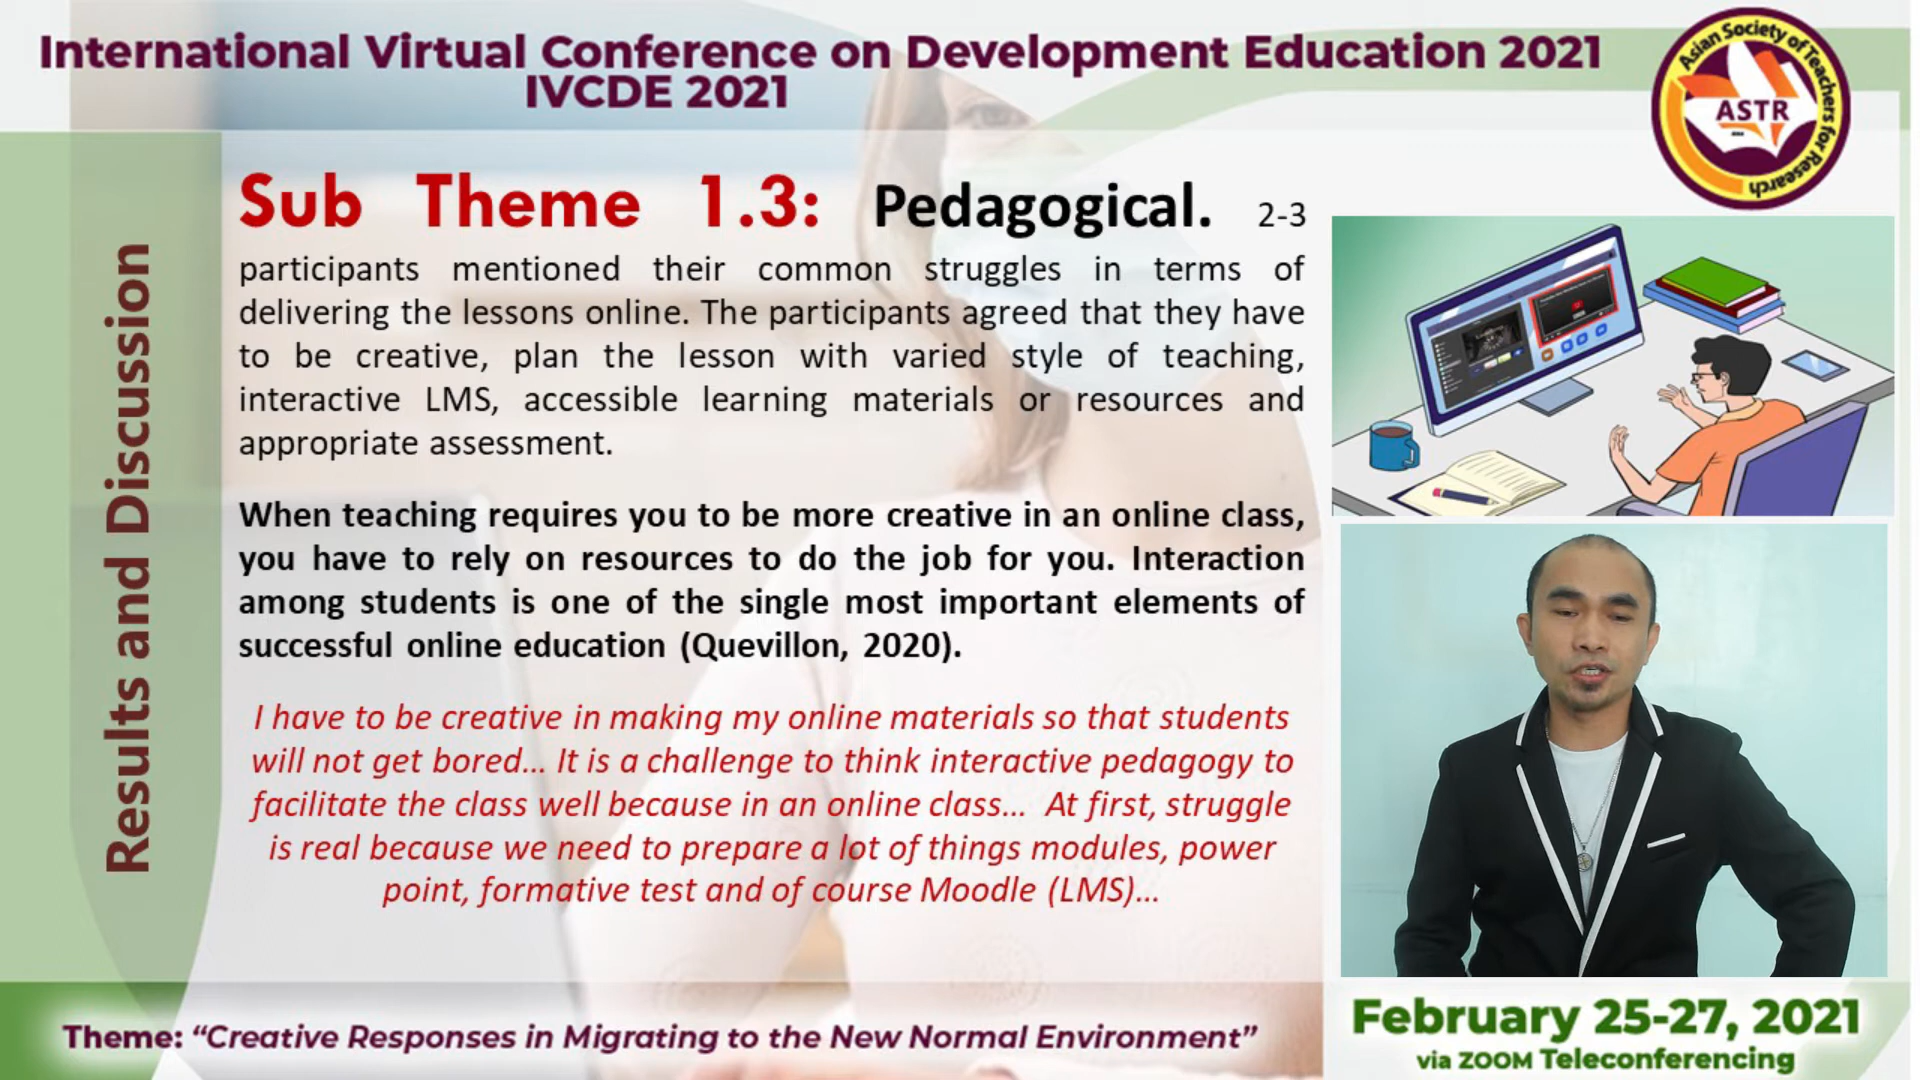 International Virtual Conference on Development Education 2021
IVCDE 2021
Asian Society of Teachers for Research
ASTR
Results and Discussion
Sub Theme 1.3: Pedagogical. 2-3
participants mentioned their common struggles in terms of
delivering the lessons online. The participants agreed that they have
to be creative, plan the lesson with varied style of teaching,
interactive LMS, accessible learning materials or resources and
appropriate assessment.
When teaching requires you to be more creative in an online class,
you have to rely on resources to do the job for you. Interaction
among students is one of the single most important elements of
successful online education (Quevillon, 2020).
I have to be creative in making my online materials so that students
will not get bored... It is a challenge to think interactive pedagogy to
facilitate the class well because in an online class... At first, struggle
is real because we need to prepare a lot of things modules, power
point, formative test and of course Moodle (LMS)...
Theme: “Creative Responses in Migrating to the New Normal Environment”
February 25-27, 2021
via ZOOM Teleconferencing